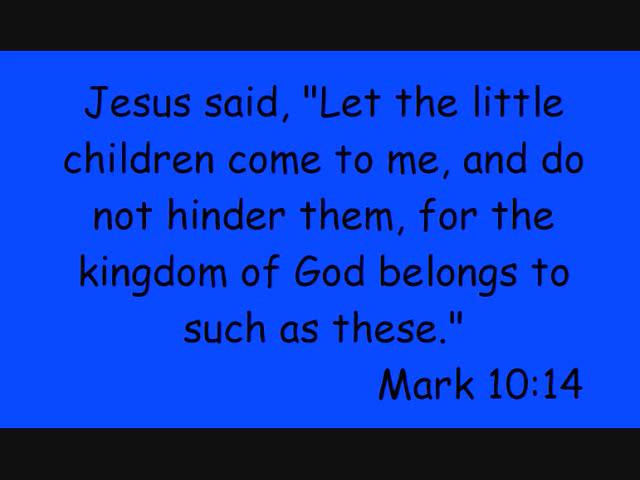 Jesus said, "Let the little
children come to me, and do
not hinder them, for the
kingdom of God belongs to
such as these."
Mark 10:14